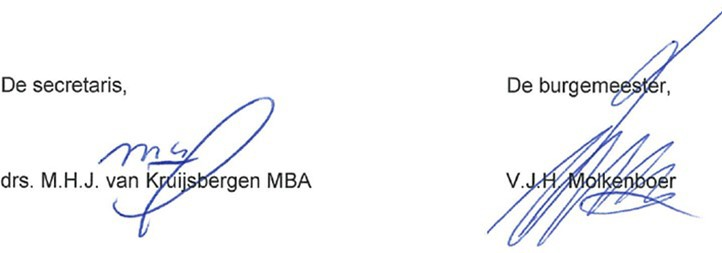 De secretaris,
drs. M.H.J. van Kruijsbergen MBA
De burgemeester,
V.J.H. Molkenboer